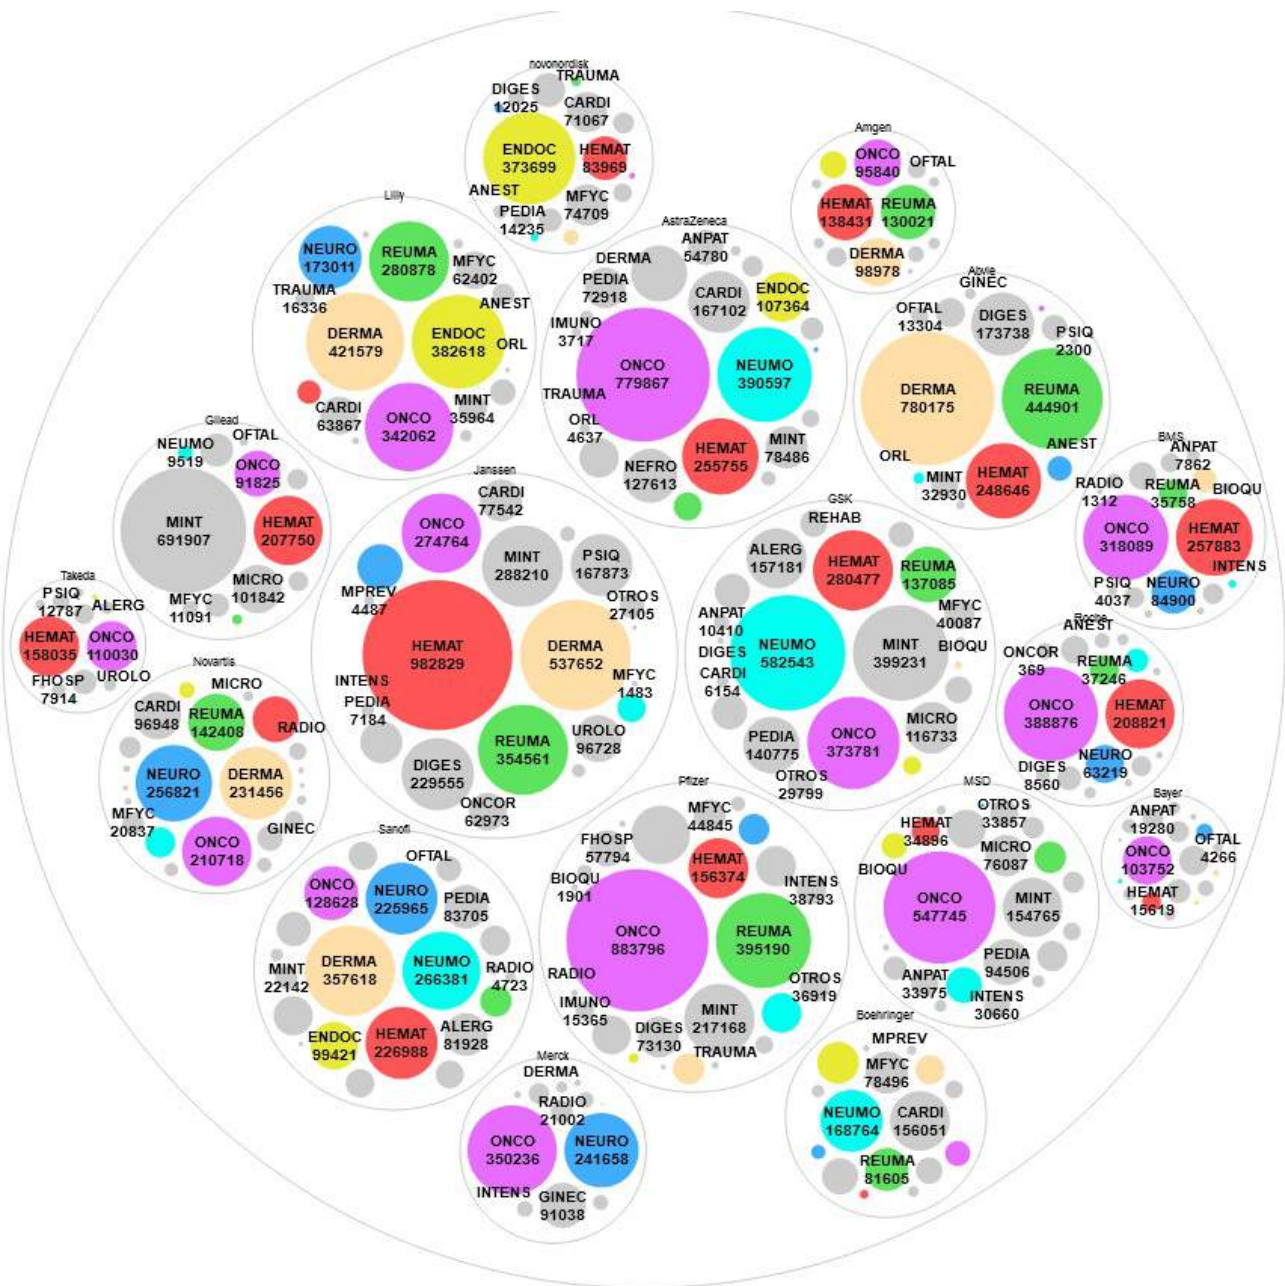 novonordisk
TRAUMA
DIGES
12025
CARDI
71067
ENDOC
373699
HEMAT
83969
ANEST
MFYC
74709
PEDIA
14235
Amgen
ONCO
95840
OFTAL
HEMAT
138431
REUMA
130021
DERMA
98978
Lilly
NEURO
173011
REUMA
280878
MFYC
62402
TRAUMA
16336
ANEST
DERMA
421579
ENDOC
382618
ORL
CARDI
63867
ONCO
342062
MINT
35964
AstraZeneca
ANPAT
54780
DERMA
PEDIA
72918
CARDI
167102
ENDOC
107364
IMUNO
3717
ONCO
779867
NEUMO
390597
TRAUMA
ORL
4637
HEMAT
255755
MINT
78486
NEFRO
127613
Abvie
GINEC
OFTAL
13304
DIGES
173738
PSIQ
2300
DERMA
780175
REUMA
444901
ANEST
ORL
MINT
32930
HEMAT
248646
Gilead
NEUMO
9519
OFTAL
ONCO
91825
MINT
691907
HEMAT
207750
MICRO
101842
MFYC
11091
BMS
ANPAT
7862
RADIO
1312
REUMA
35758
BIOQU
ONCO
318089
HEMAT
257883
INTENS
PSIQ
4037
NEURO
84900
Janssen
CARDI
77542
ONCO
274764
MINT
288210
PSIQ
167873
MPREV
4487
OTROS
27105
HEMAT
982829
DERMA
537652
MFYC
1483
INTENS
PEDIA
7184
REUMA
354561
UROLO
96728
DIGES
229555
ONCOR
62973
GSK
REHAB
ALERG
157181
HEMAT
280477
REUMA
137085
MFYC
40087
ANPAT
10410
BIOQU
DIGES
NEUMO
582543
MINT
399231
CARDI
6154
PEDIA
140775
ONCO
373781
MICRO
116733
OTROS
29799
Takeda
PSIQ
12787
ALERG
HEMAT
158035
ONCO
110030
FHOSP
7914
UROLO
Roche
ANEST
ONCOR
369
REUMA
37246
ONCO
388876
HEMAT
208821
NEURO
63219
DIGES
8560
Novartis
MICRO
CARDI
96948
REUMA
142408
RADIO
NEURO
256821
DERMA
231456
MFYC
20837
ONCO
210718
GINEC
Sanofi
OFTAL
ONCO
128628
NEURO
225965
PEDIA
83705
DERMA
357618
NEUMO
266381
RADIO
4723
MINT
22142
ENDOC
99421
HEMAT
226988
ALERG
81928
Pfizer
MFYC
44845
FHOSP
57794
HEMAT
156374
BIOQU
1901
INTENS
38793
ONCO
883796
REUMA
395190
RADIO
OTROS
36919
IMUNO
15365
MINT
217168
DIGES
73130
TRAUMA
MSD
OTROS
33857
HEMAT
34896
MICRO
76087
BIOQU
ONCO
547745
MINT
154765
PEDIA
94506
ANPAT
33975
INTENS
30660
Bayer
ANPAT
19280
OFTAL
4266
ONCO
103752
HEMAT
15619
Merck
DERMA
RADIO
21002
ONCO
350236
NEURO
241658
INTENS
GINEC
91038
Boehringer
MPREV
MFYC
78496
NEUMO
168764
CARDI
156051
REUMA
81605